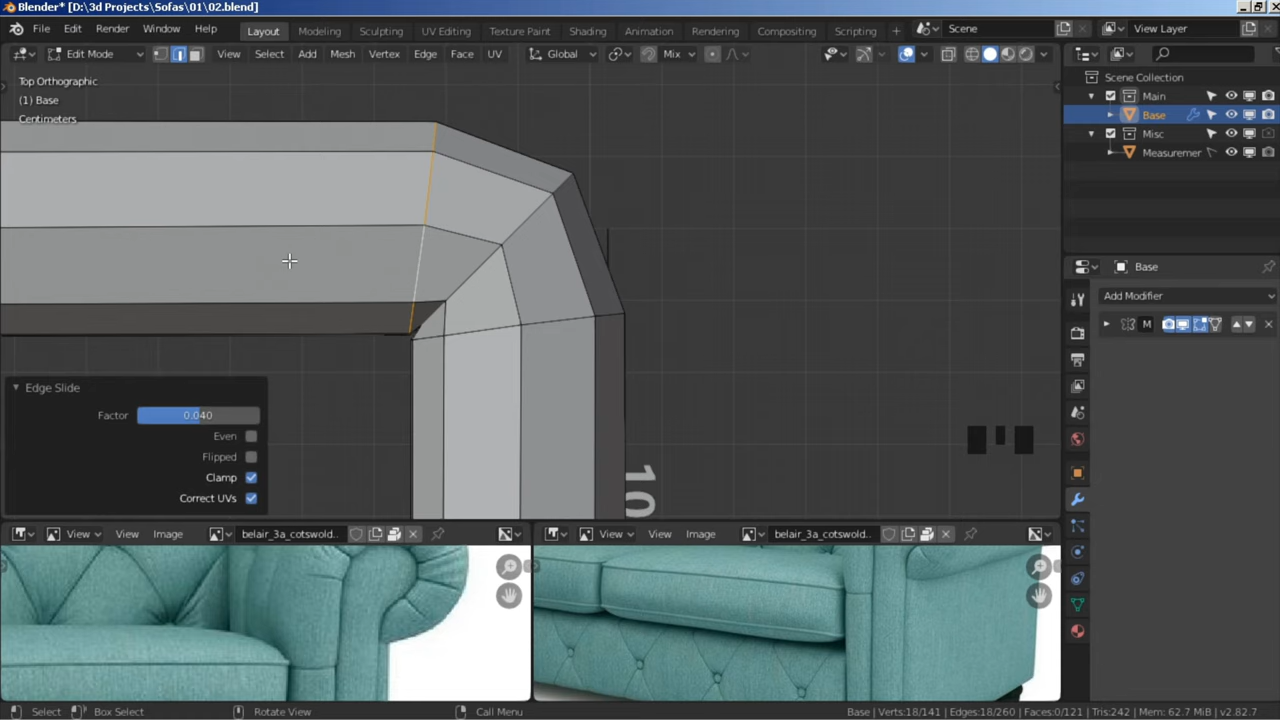 Blender* [D:\3d Projects\Sofas\01\02.blend]
File Edit Render Window Help Layout Modeling Sculpting UV Editing Texture Paint Shading Animation Compositing Rendering Scripting Scene View Layer
Edit Mode View Select Add Mesh Vertex Edge Face UV Global Mix
Top Orthographic
(1) Base
Centimeters
Scene Collection
Main
Base
Misc
Measuremer
Base
Add Modifier
M
Edge Slide
Factor 0.040
Even
Flipped
Clamp
Correct UVs
10
View View Image belair_3a_cotswold..
View View Image belair_3a_cotswold..
Select Box Select Rotate View Call Menu Base | Verts:18/141 | Edges:18/260 | Faces:0/121 | Tris:242 | Mem: 62.7 MiB | v2.82.7